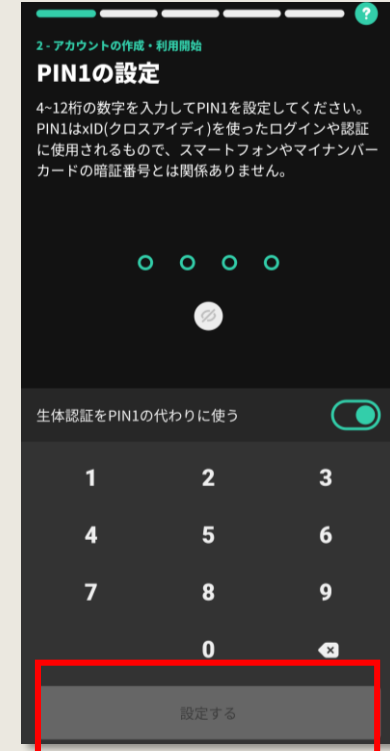 ?
2 - アカウントの作成・利用開始
PIN1の設定
4~12桁の数字を入力してPIN1を設定してください。
PIN1はxID(クロスアイディ)を使ったログインや認証
に使用されるもので、スマートフォンやマイナンバー
カードの暗証番号とは関係ありません。
生体認証をPIN1の代わりに使う
1 2 3
4 5 6
7 8 9
0
設定する